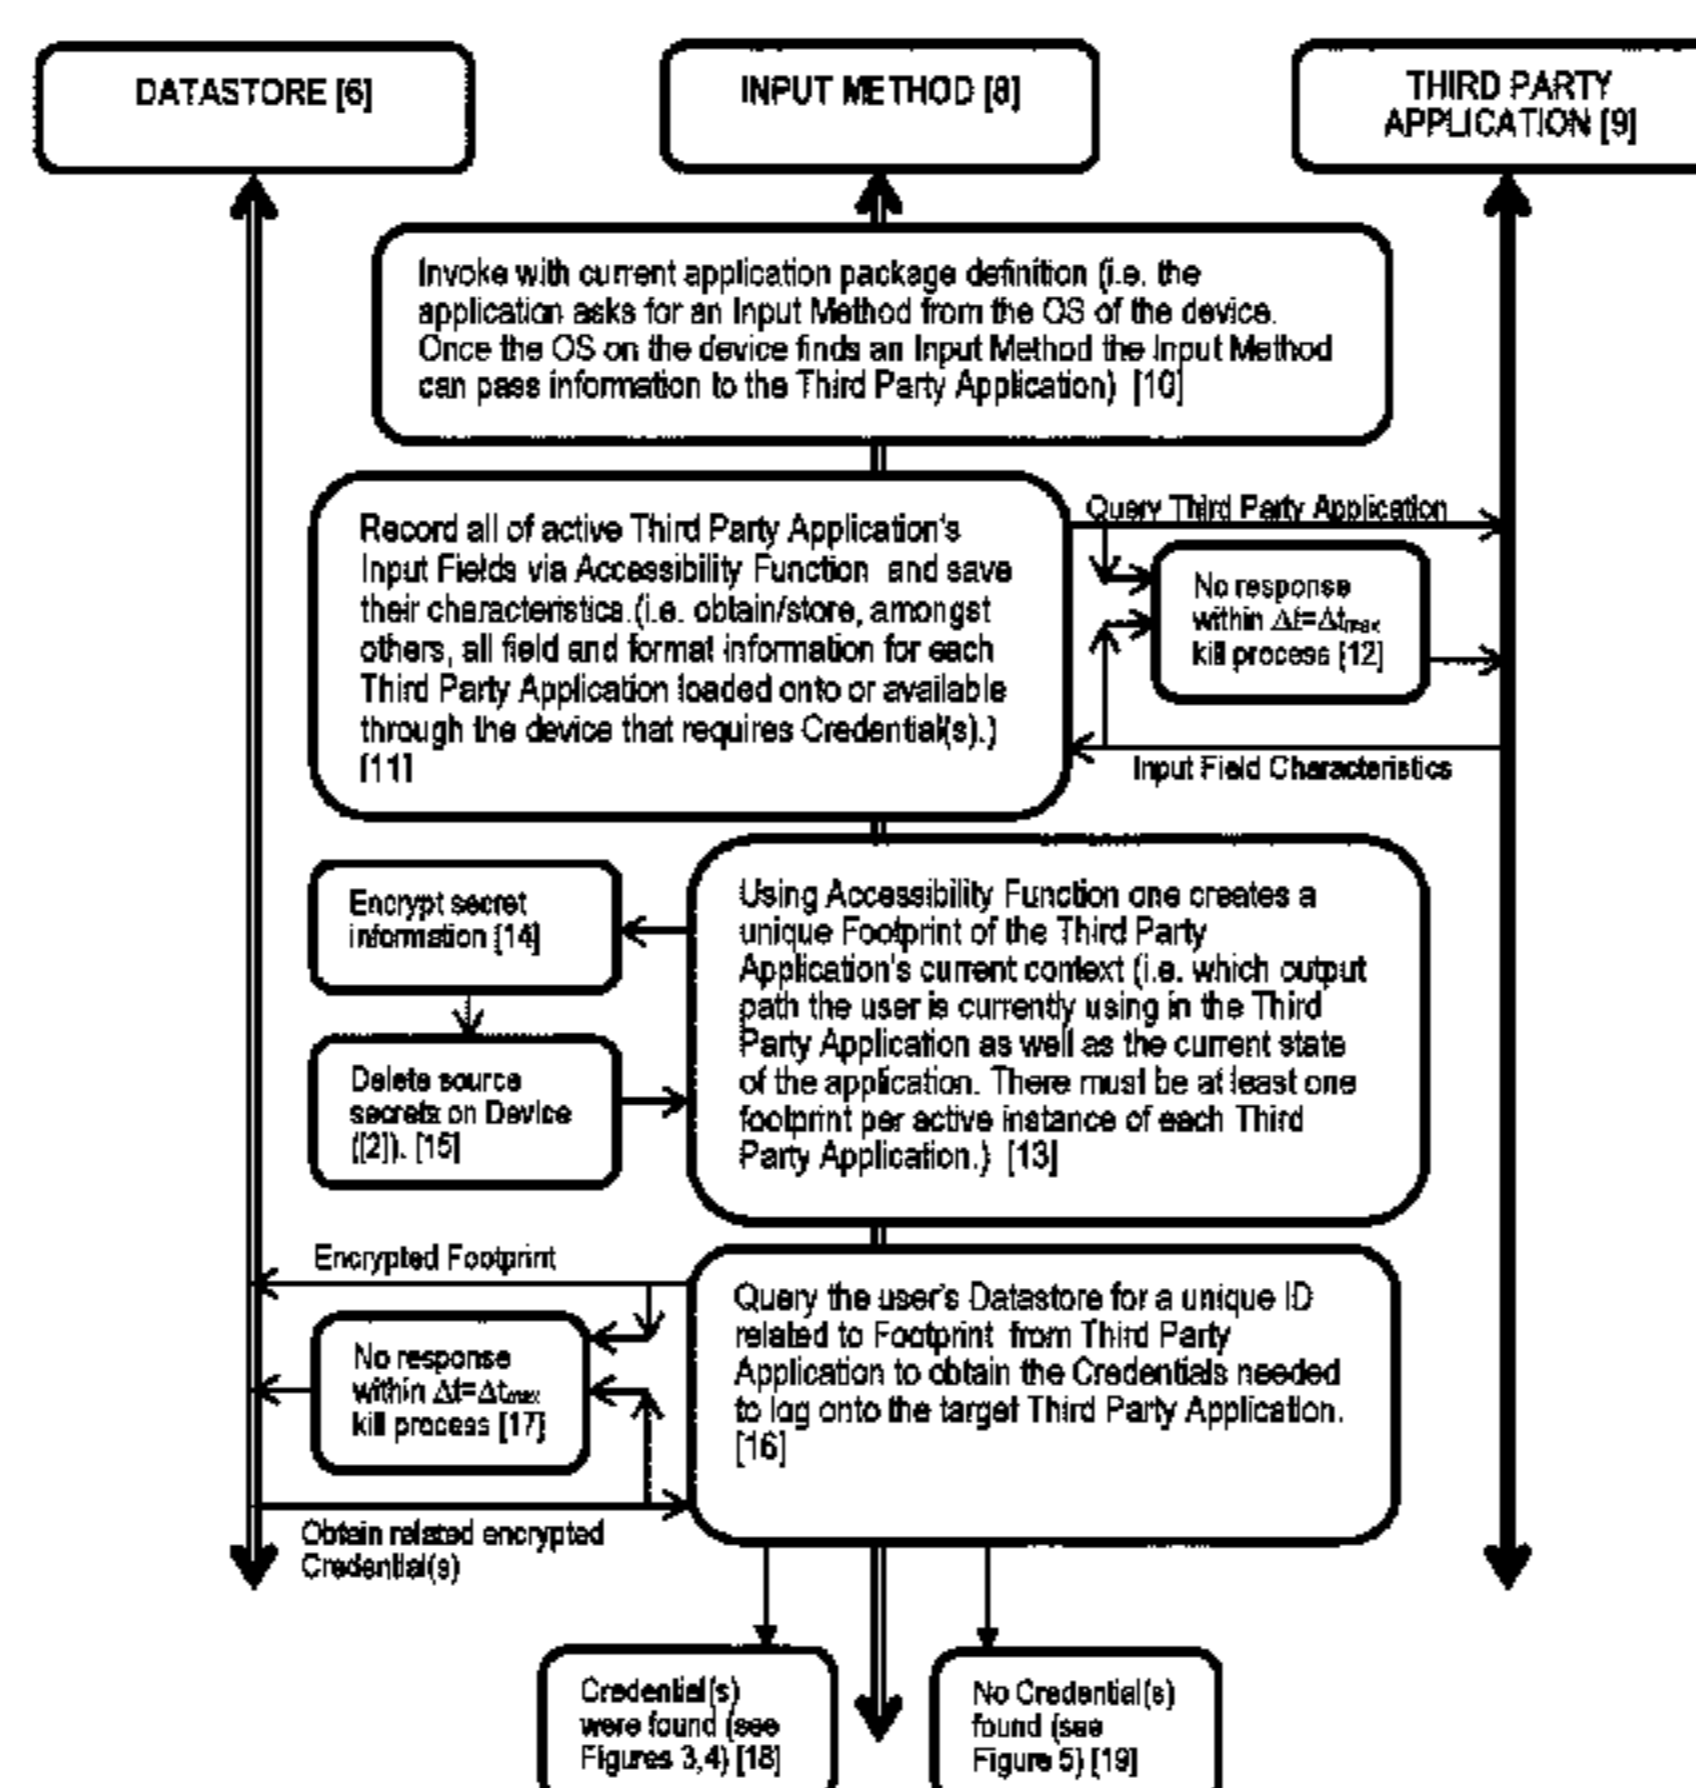 DATASTORE [6]
INPUT METHOD [8]
THIRD PARTY
APPLICATION [9]
Invoke with current application package definition (i.e. the
application asks for an Input Method from the OS of the device.
Once the OS on the device finds an Input Method the Input Method
can pass information to the Third Party Application) [10]
Record all of active Third Party Application's
Input Fields via Accessibility Function and save
their characteristics.(i.e. obtain/store, amongst
others, all field and format information for each
Third Party Application loaded onto or available
through the device that requires Credential(s).)
[11]
Query Third Party Application
No response
within Δt=Δtmax
kill process [12]
Input Field Characteristics
Encrypt secret
information [14]
Delete source
secrets on Device
([2]). [15]
Using Accessibility Function one creates a
unique Footprint of the Third Party
Application's current context (i.e. which output
path the user is currently using in the Third
Party Application as well as the current state
of the application. There must be at least one
footprint per active instance of each Third
Party Application.) [13]
Encrypted Footprint
No response
within Δt=Δtmax
kill process [17]
Query the user's Datastore for a unique ID
related to Footprint from Third Party
Application to obtain the Credentials needed
to log onto the target Third Party Application.
[16]
Obtain related encrypted
Credential(s)
Credential(s)
were found (see
Figures 3,4) [18]
No Credential(s)
found (see
Figure 5) [19]